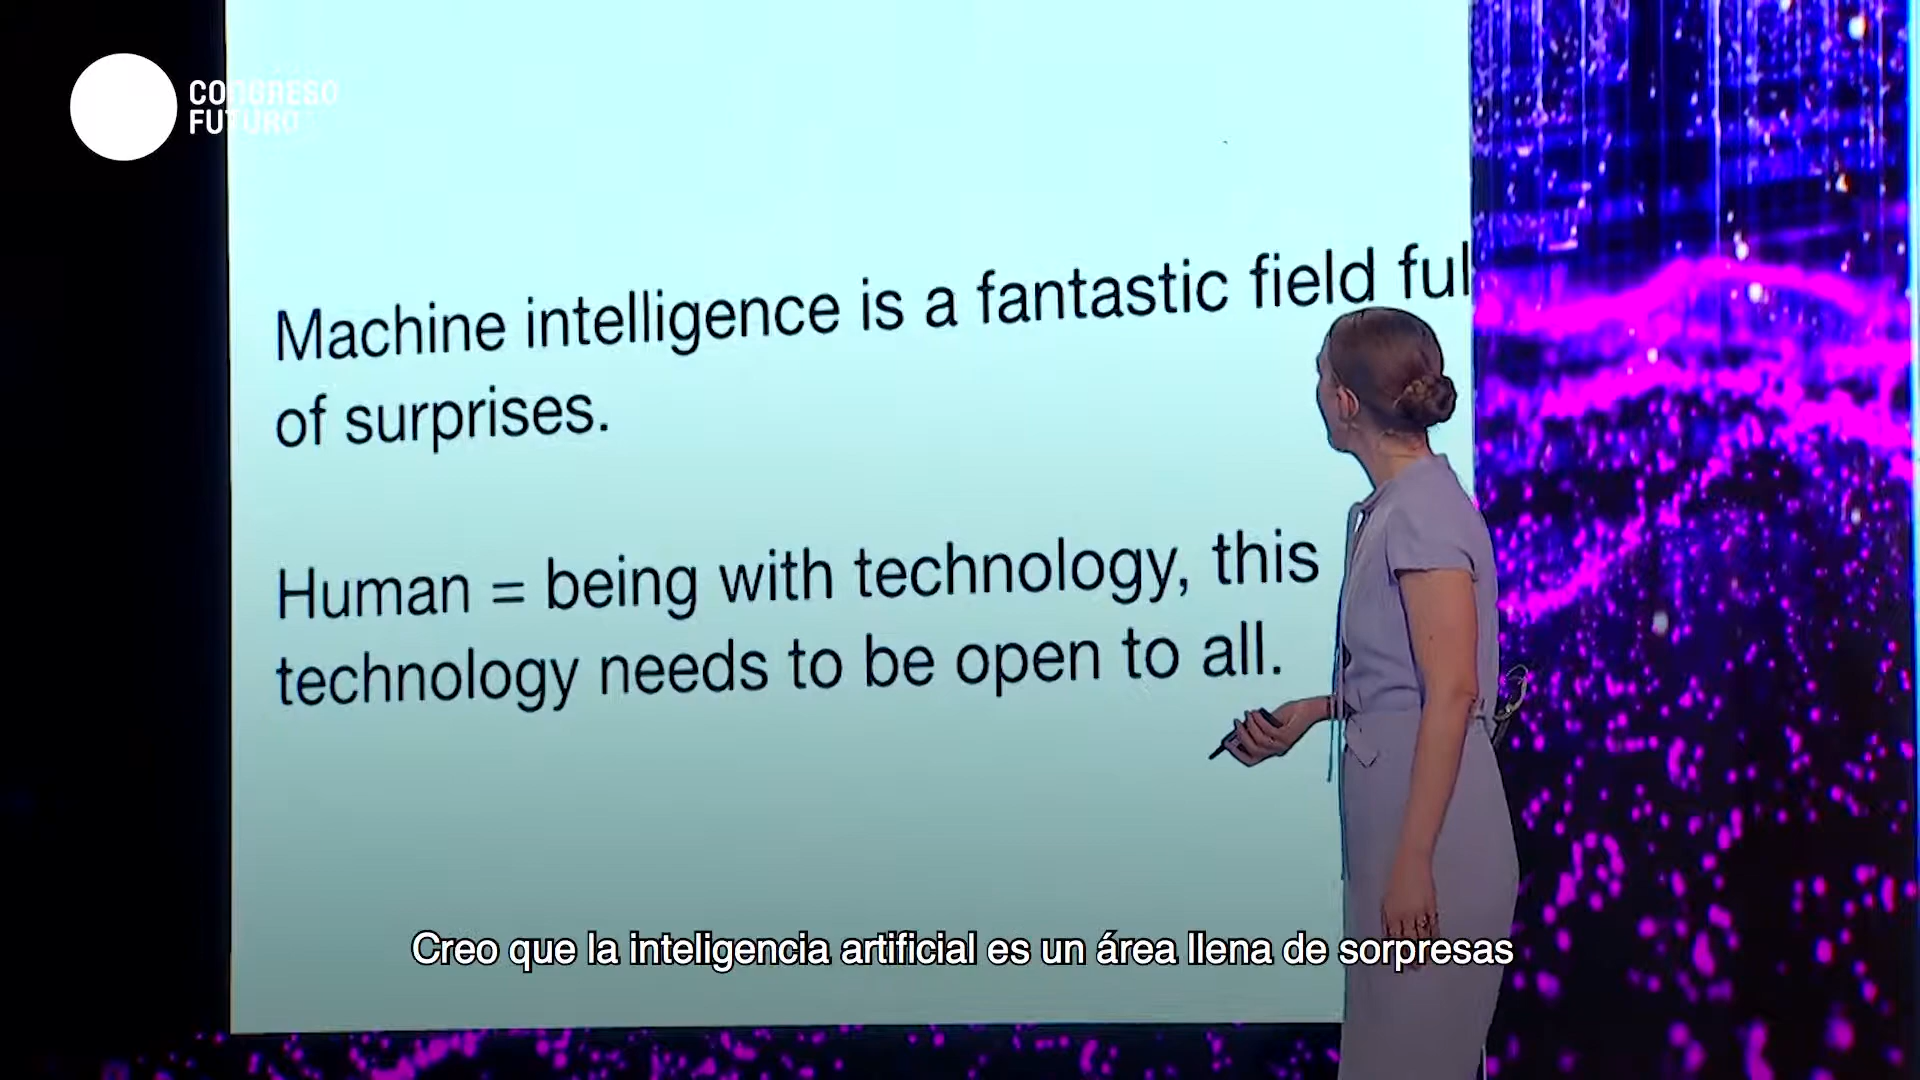 CONGRESO
FUTURO
Machine intelligence is a fantastic field ful
of surprises.
Human = being with technology, this
technology needs to be open to all.
Creo que la inteligencia artificial es un área llena de sorpresas